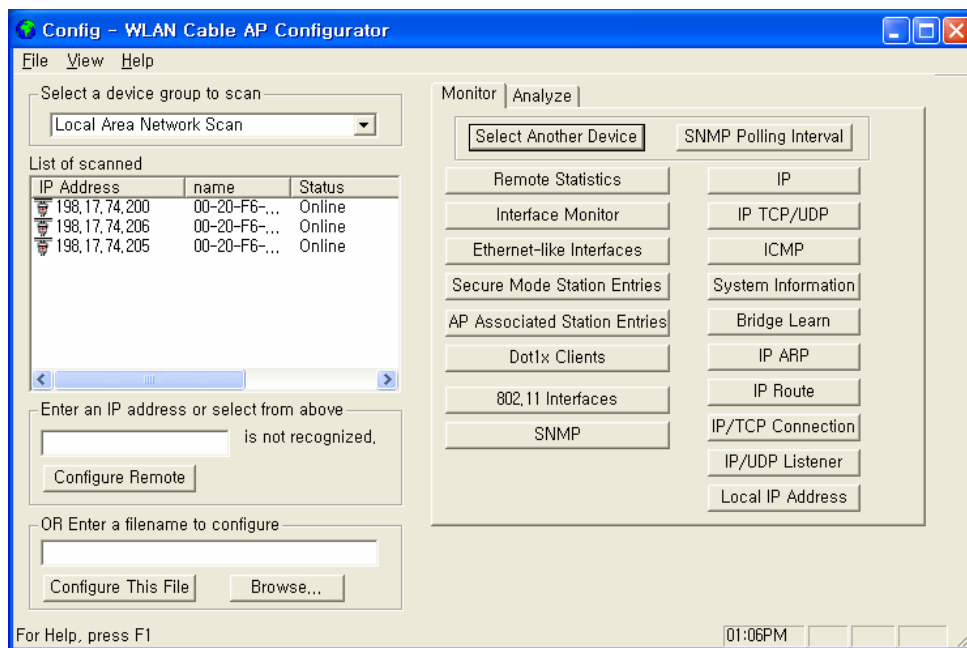 Config - WLAN Cable AP Configurator
File View Help
Select a device group to scan
Local Area Network Scan
List of scanned
IP Address name Status
198,17,74,200 00-20-F6-... Online
198,17,74,206 00-20-F6-... Online
198,17,74,205 00-20-F6-... Online
Enter an IP address or select from above
is not recognized,
Configure Remote
OR Enter a filename to configure
Configure This File Browse...
Monitor Analyze
Select Another Device SNMP Polling Interval
Remote Statistics IP
Interface Monitor IP TCP/UDP
Ethernet-like Interfaces ICMP
Secure Mode Station Entries System Information
AP Associated Station Entries Bridge Learn
Dot1x Clients IP ARP
802,11 Interfaces IP Route
SNMP IP/TCP Connection
IP/UDP Listener
Local IP Address
For Help, press F1 01:06PM